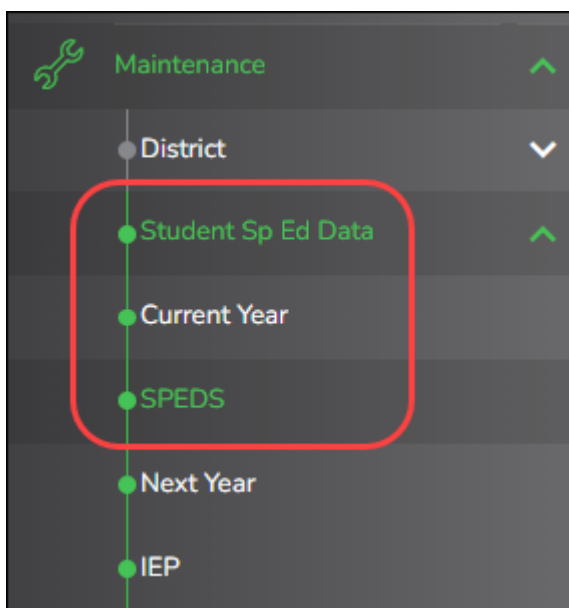 Maintenance
District
Student Sp Ed Data
Current Year
SPEDS
Next Year
IEP